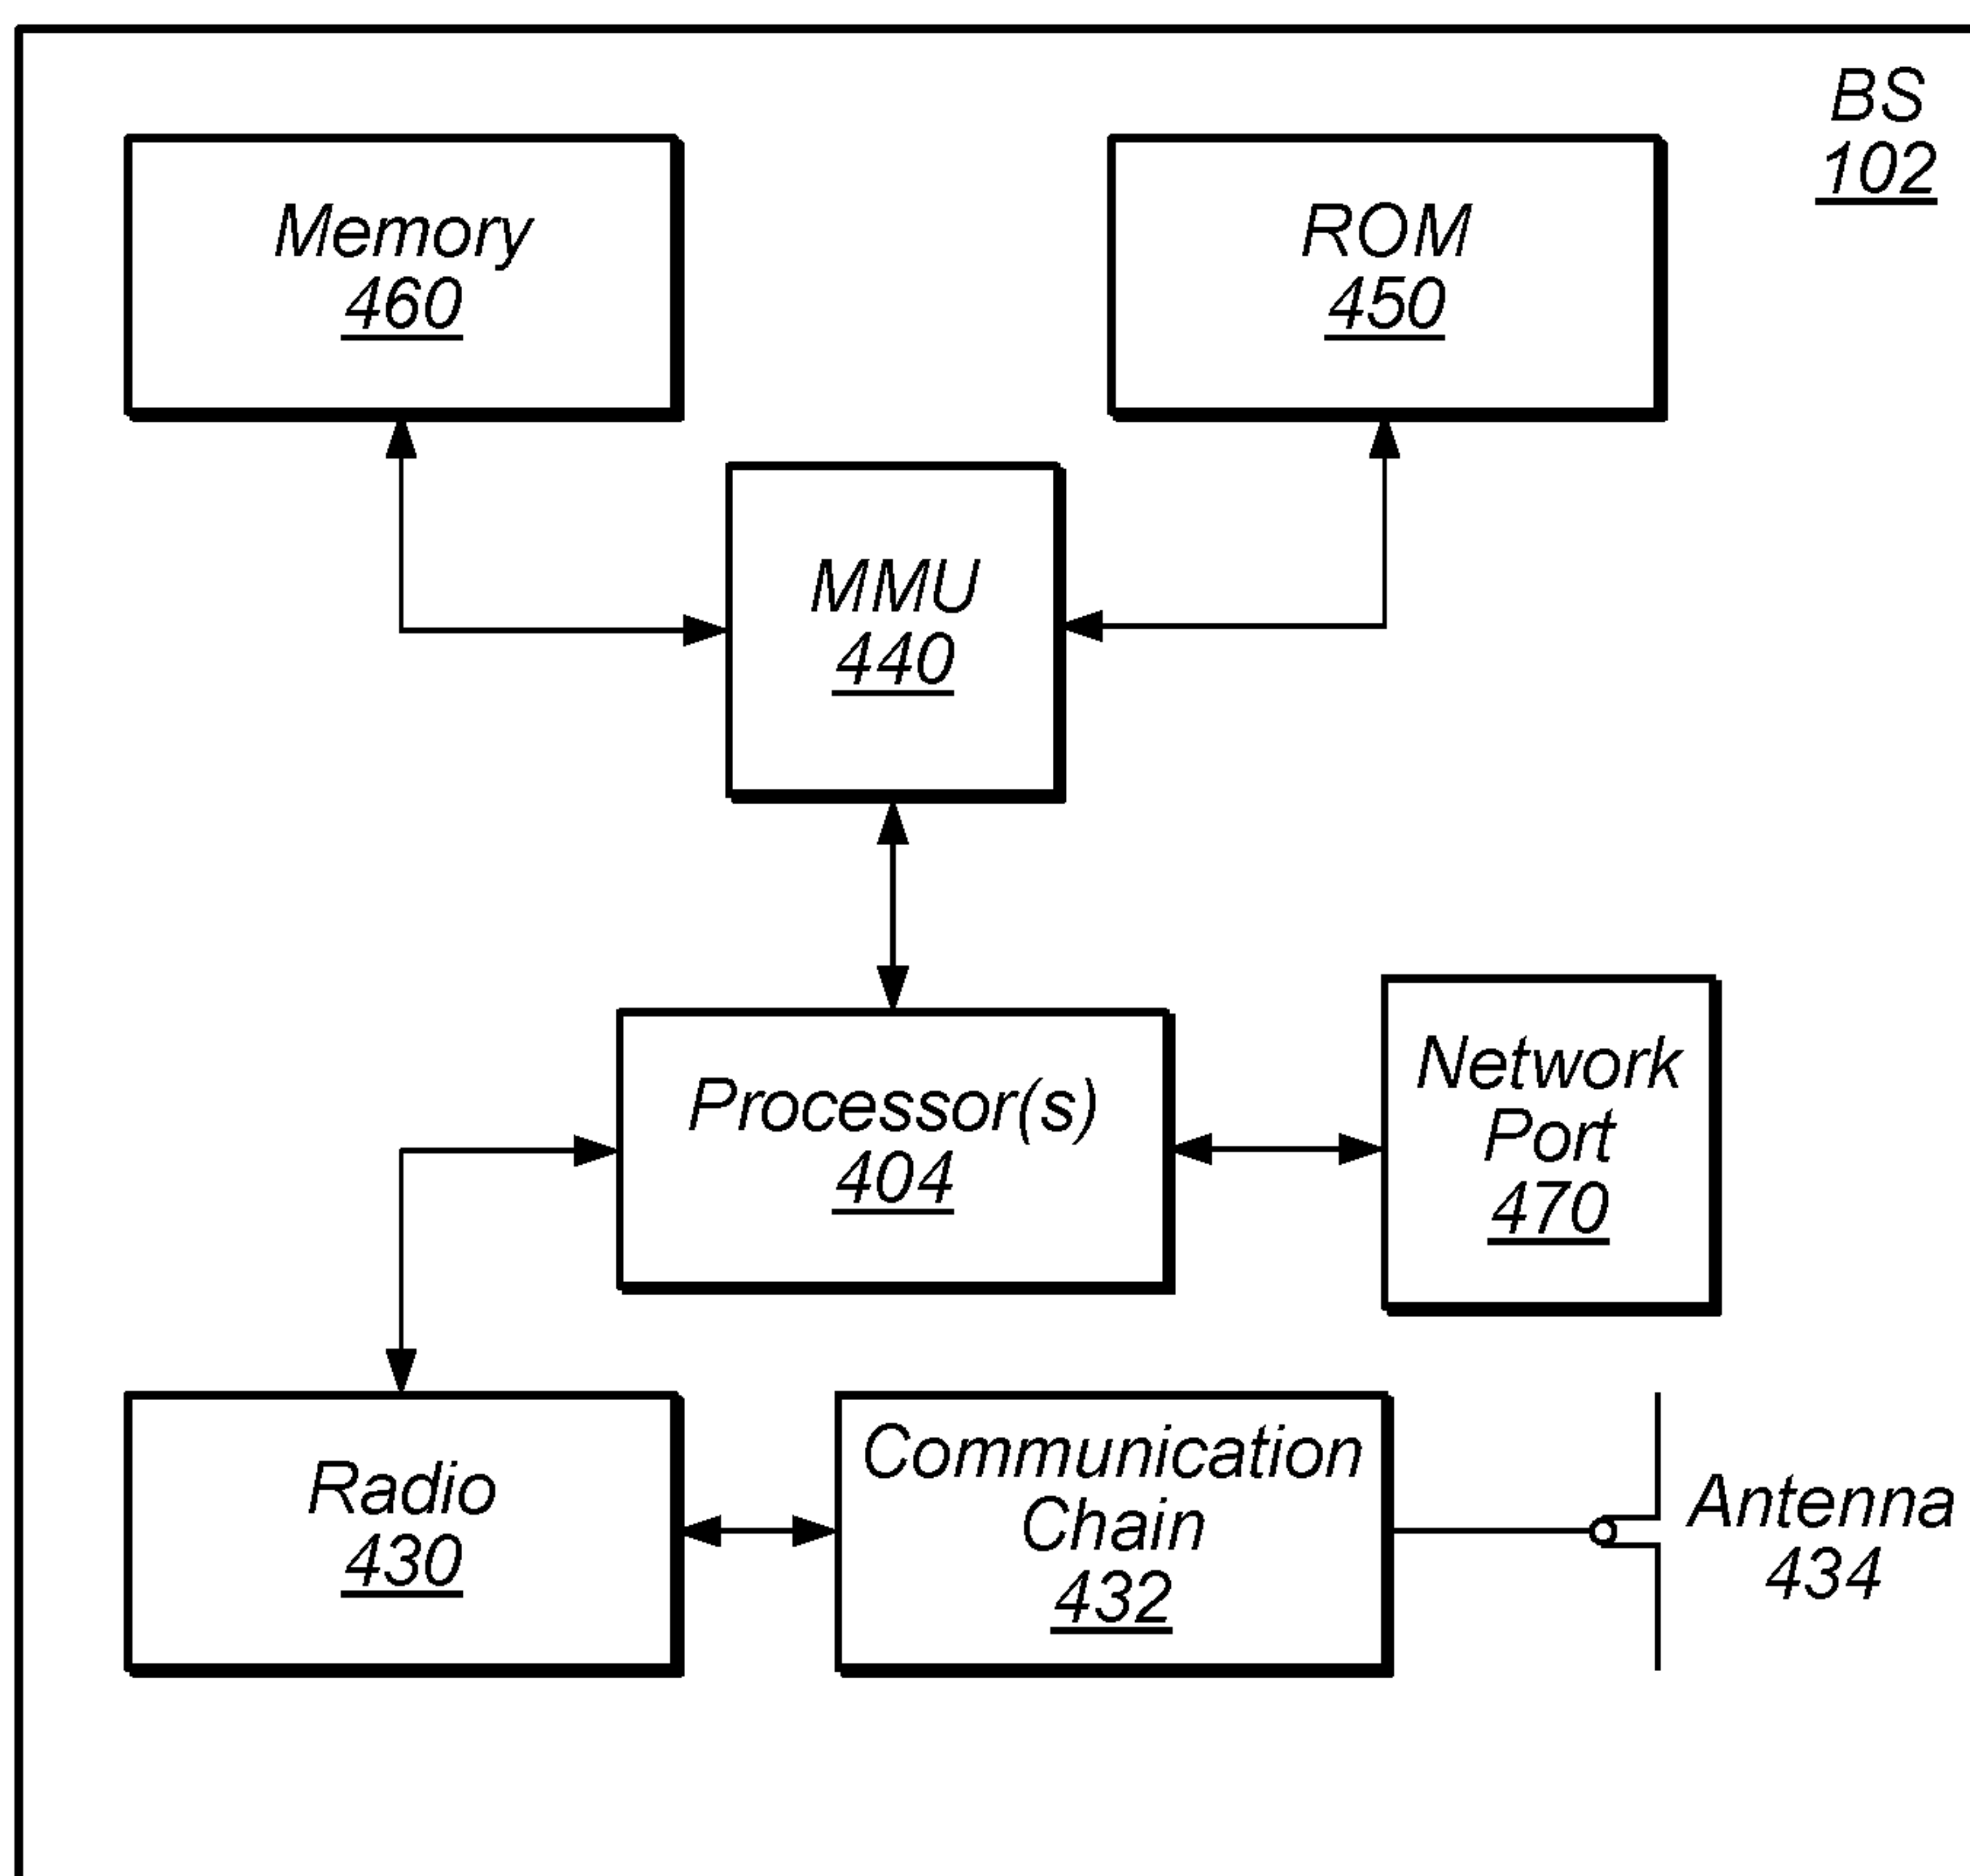 BS
102
Memory
460
ROM
450
MMU
440
Processor(s)
404
Network
Port
470
Radio
430
Communication
Chain
432
Antenna
434